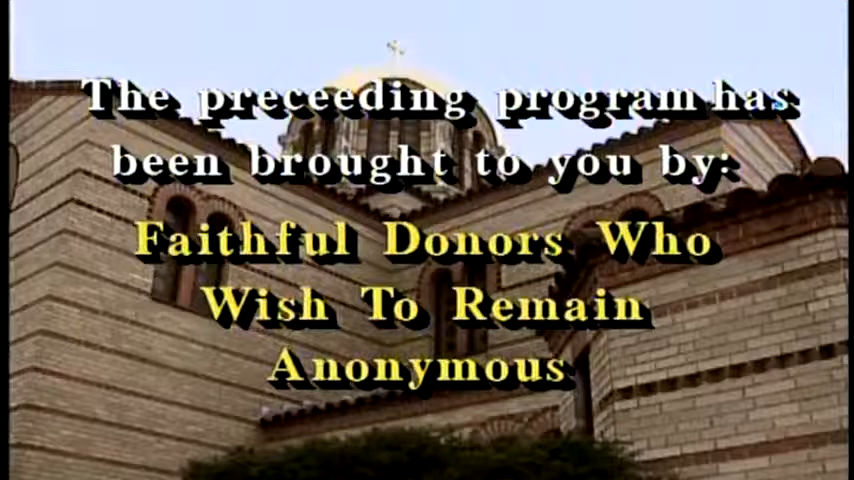 The preceeding program has
been brought to you by:
Faithful Donors Who
Wish To Remain
Anonymous